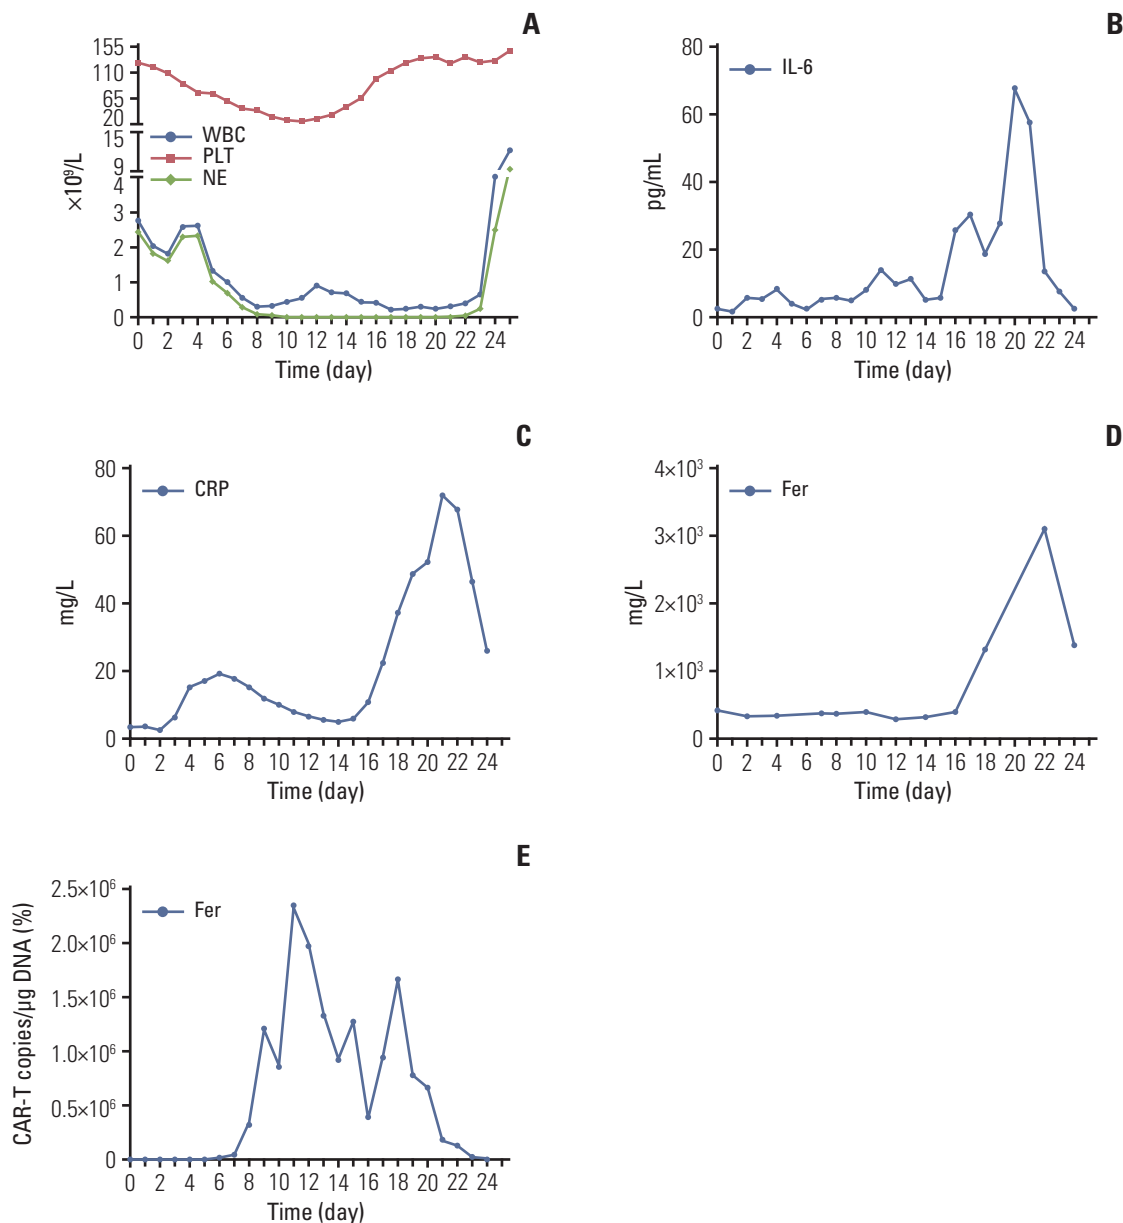 A
155
110
65
20
15
9
4
3
2
1
0
×10⁹/L
WBC
PLT
NE
0 2 4 6 8 10 12 14 16 18 20 22 24
Time (day)
B
80
60
40
20
0
pg/mL
IL-6
0 2 4 6 8 10 12 14 16 18 20 22 24
Time (day)
C
80
60
40
20
0
mg/L
CRP
0 2 4 6 8 10 12 14 16 18 20 22 24
Time (day)
D
4×10³
3×10³
2×10³
1×10³
0
mg/L
Fer
0 2 4 6 8 10 12 14 16 18 20 22 24
Time (day)
E
2.5×10⁶
2.0×10⁶
1.5×10⁶
1.0×10⁶
0.5×10⁶
0
CAR-T copies/μg DNA (%)
Fer
0 2 4 6 8 10 12 14 16 18 20 22 24
Time (day)